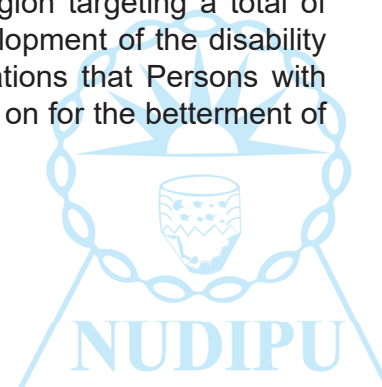 gion targeting a total of
lopment of the disability
ations that Persons with
on for the betterment of
NUDIPU